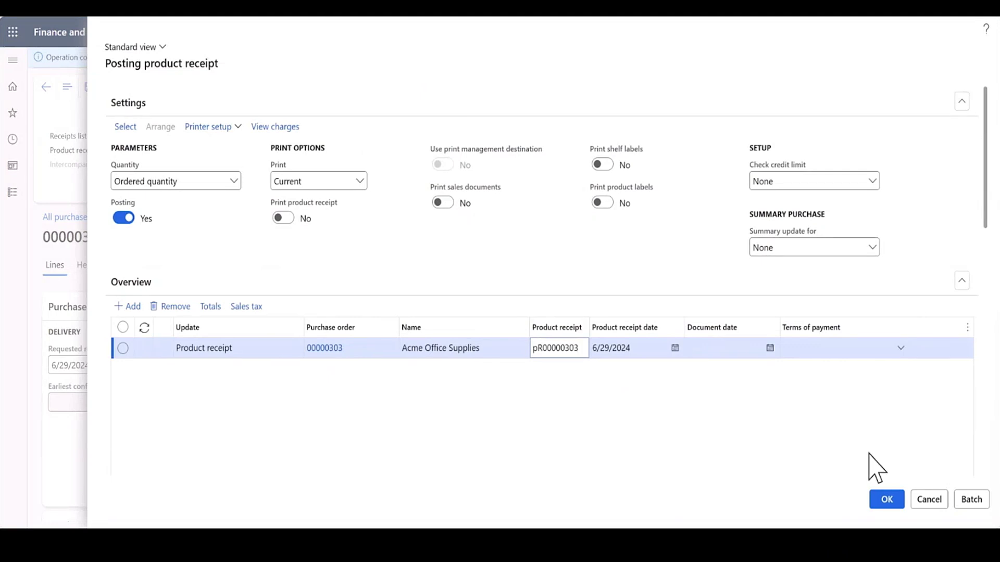 Finance and
?
Operation co
Standard view
Posting product receipt
Settings
Select Arrange Printer setup View charges
Receipts list
Product rec
Intercompar
PARAMETERS
Quantity
Ordered quantity
Posting
Yes
PRINT OPTIONS
Print
Current
Print product receipt
No
Use print management destination
No
Print sales documents
No
Print shelf labels
No
Print product labels
No
SETUP
Check credit limit
None
SUMMARY PURCHASE
Summary update for
None
All purchase
000003
Lines He
Overview
Add Remove Totals Sales tax
Update Purchase order Name Product receipt Product receipt date Document date Terms of payment
Product receipt 00000303 Acme Office Supplies pR00000303 6/29/2024
Purchase
DELIVERY
Requested r
6/29/2024
Earliest conf
OK Cancel Batch